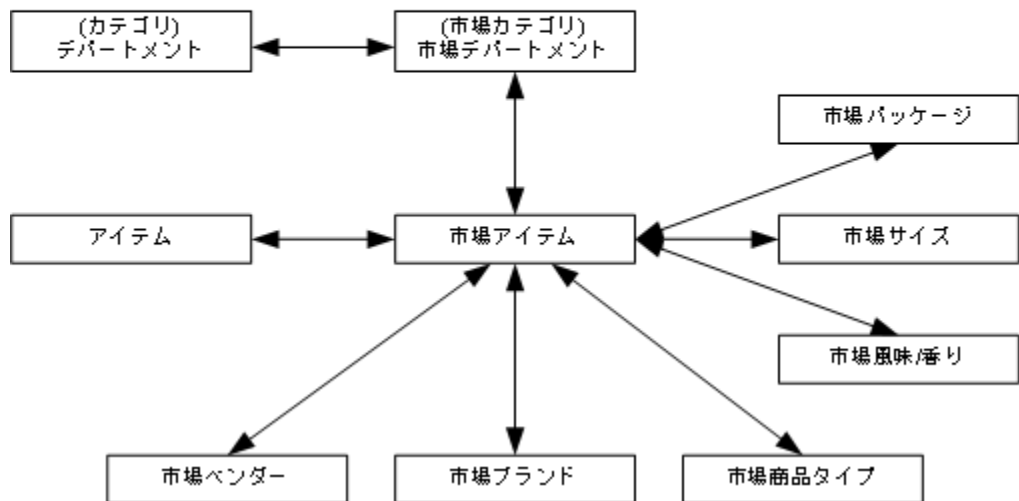 (カテゴリ)
デパートメント
(市場カテゴリ)
市場デパートメント
市場パッケージ
アイテム
市場アイテム
市場サイズ
市場風味/香り
市場ベンダー
市場ブランド
市場商品タイプ